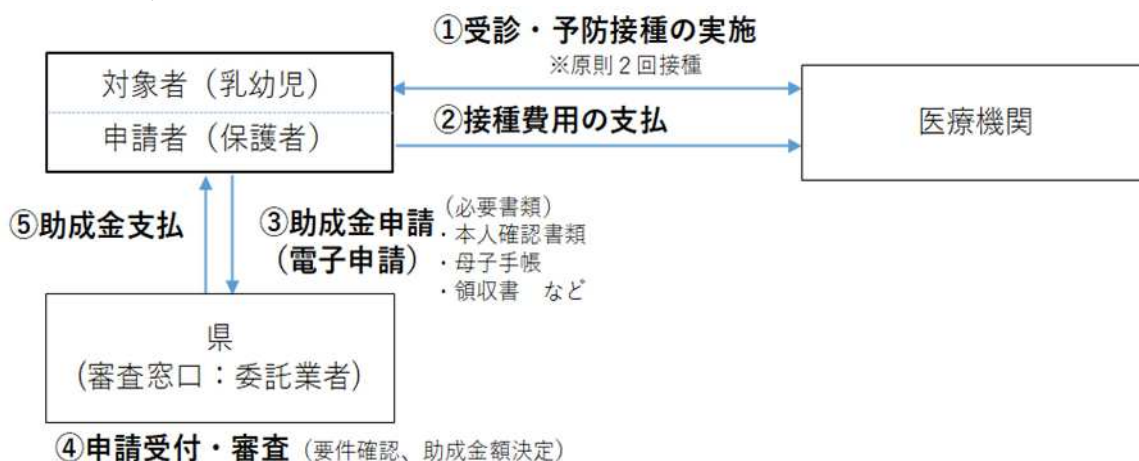 ①受診・予防接種の実施
※原則2回接種
対象者（乳幼児）
申請者（保護者）
②接種費用の支払
医療機関
⑤助成金支払
③助成金申請
（電子申請）
（必要書類）
・本人確認書類
・母子手帳
・領収書　など
県
(審査窓口：委託業者)
④申請受付・審査（要件確認、助成金額決定）